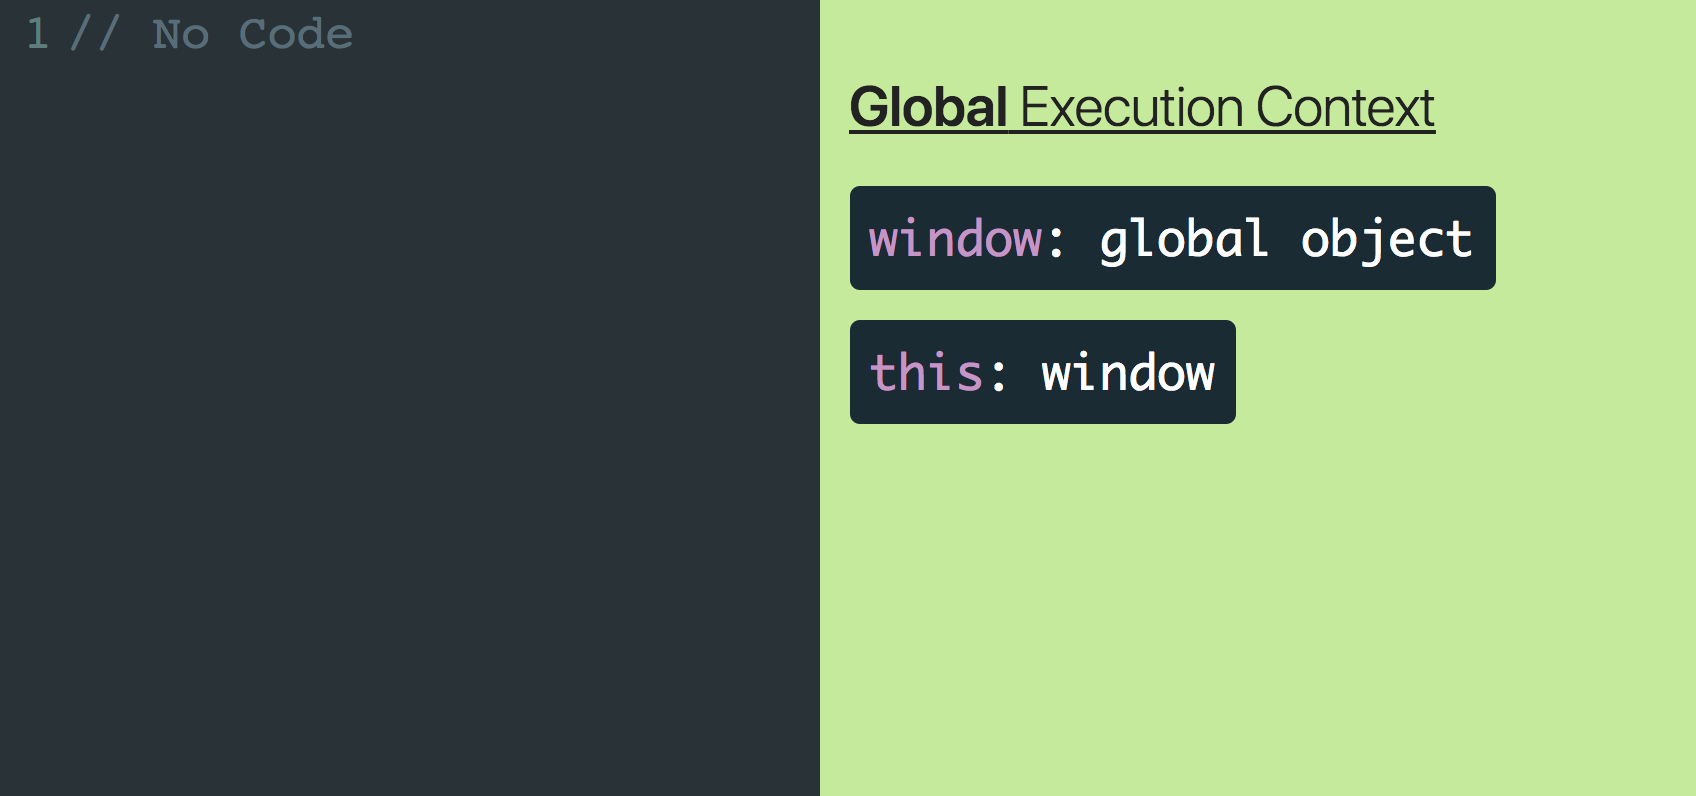 1 // No Code
Global Execution Context
window: global object
this: window